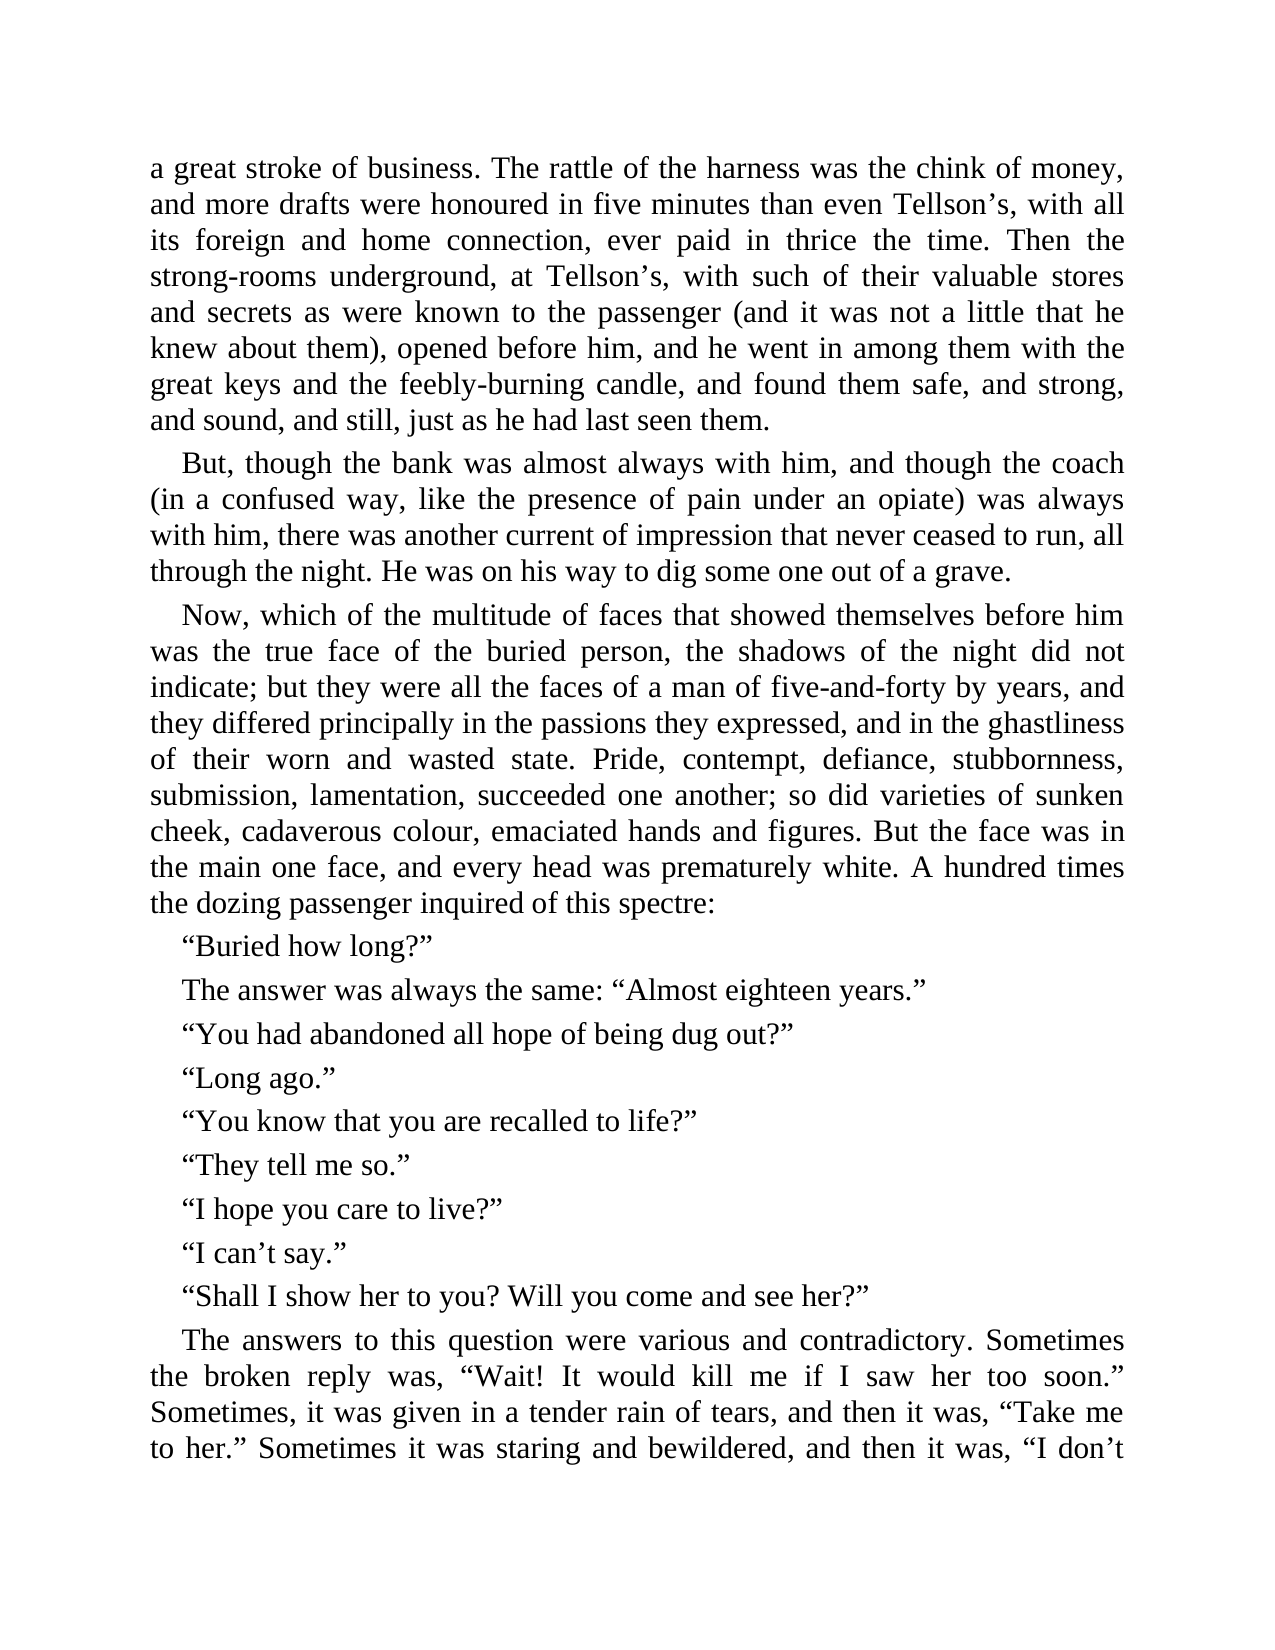 a great stroke of business. The rattle of the harness was the chink of money,
and more drafts were honoured in five minutes than even Tellson’s, with all
its foreign and home connection, ever paid in thrice the time. Then the
strong-rooms underground, at Tellson’s, with such of their valuable stores
and secrets as were known to the passenger (and it was not a little that he
knew about them), opened before him, and he went in among them with the
great keys and the feebly-burning candle, and found them safe, and strong,
and sound, and still, just as he had last seen them.
But, though the bank was almost always with him, and though the coach
(in a confused way, like the presence of pain under an opiate) was always
with him, there was another current of impression that never ceased to run, all
through the night. He was on his way to dig some one out of a grave.
Now, which of the multitude of faces that showed themselves before him
was the true face of the buried person, the shadows of the night did not
indicate; but they were all the faces of a man of five-and-forty by years, and
they differed principally in the passions they expressed, and in the ghastliness
of their worn and wasted state. Pride, contempt, defiance, stubbornness,
submission, lamentation, succeeded one another; so did varieties of sunken
cheek, cadaverous colour, emaciated hands and figures. But the face was in
the main one face, and every head was prematurely white. A hundred times
the dozing passenger inquired of this spectre:
“Buried how long?”
The answer was always the same: “Almost eighteen years.”
“You had abandoned all hope of being dug out?”
“Long ago.”
“You know that you are recalled to life?”
“They tell me so.”
“I hope you care to live?”
“I can’t say.”
“Shall I show her to you? Will you come and see her?”
The answers to this question were various and contradictory. Sometimes
the broken reply was, “Wait! It would kill me if I saw her too soon.”
Sometimes, it was given in a tender rain of tears, and then it was, “Take me
to her.” Sometimes it was staring and bewildered, and then it was, “I don’t